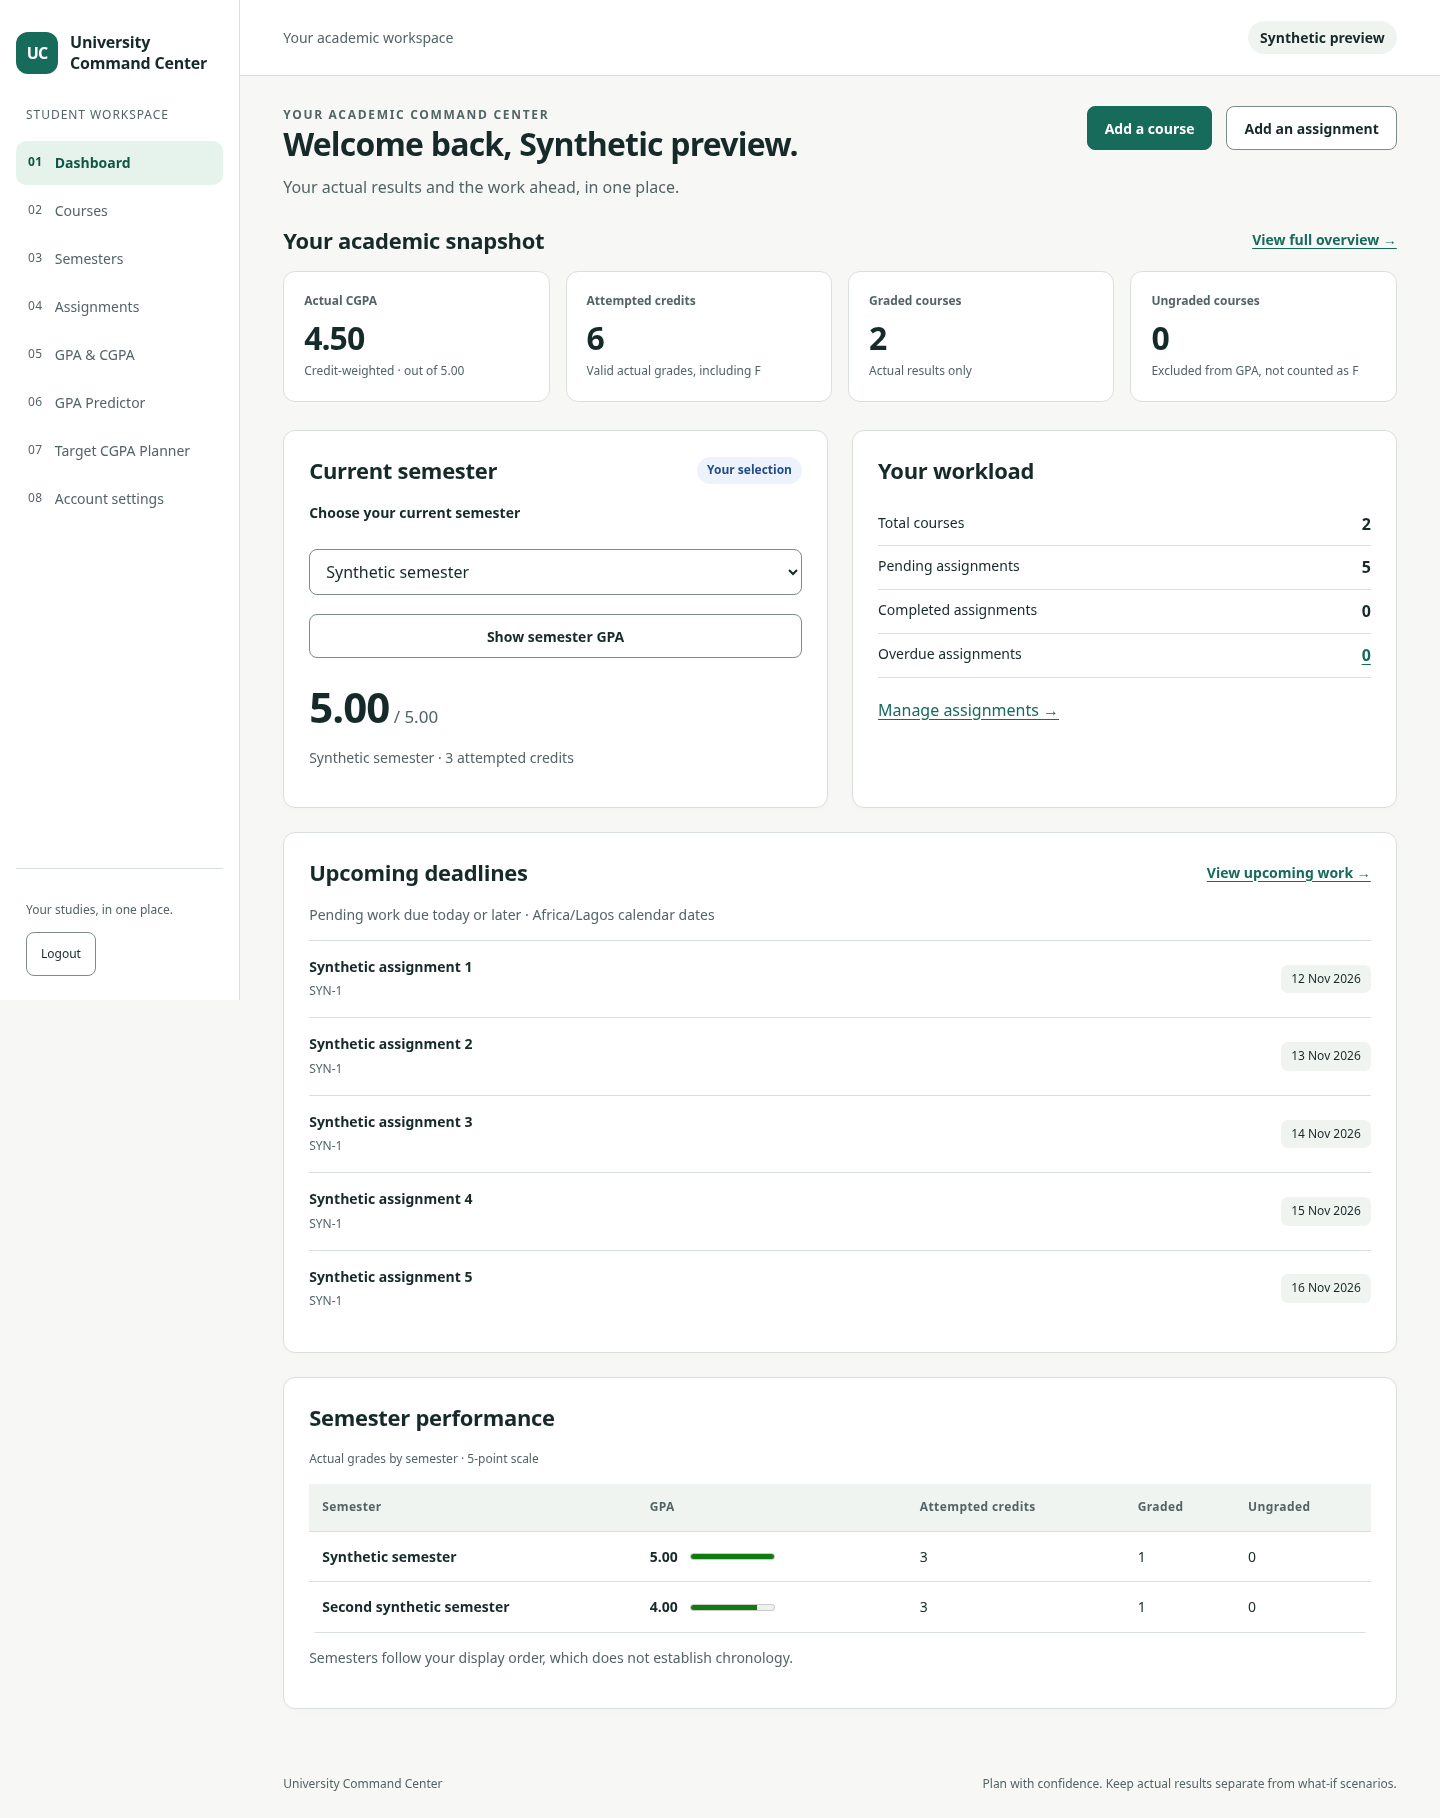 UC
University
Command Center
STUDENT WORKSPACE
01 Dashboard
02 Courses
03 Semesters
04 Assignments
05 GPA & CGPA
06 GPA Predictor
07 Target CGPA Planner
08 Account settings
Your studies, in one place.
Logout
Your academic workspace
Synthetic preview
YOUR ACADEMIC COMMAND CENTER
Welcome back, Synthetic preview.
Your actual results and the work ahead, in one place.
Add a course
Add an assignment
Your academic snapshot
View full overview →
Actual CGPA
4.50
Credit-weighted · out of 5.00
Attempted credits
6
Valid actual grades, including F
Graded courses
2
Actual results only
Ungraded courses
0
Excluded from GPA, not counted as F
Current semester
Your selection
Choose your current semester
Synthetic semester
Show semester GPA
5.00 / 5.00
Synthetic semester · 3 attempted credits
Your workload
Total courses 2
Pending assignments 5
Completed assignments 0
Overdue assignments 0
Manage assignments →
Upcoming deadlines
View upcoming work →
Pending work due today or later · Africa/Lagos calendar dates
Synthetic assignment 1
SYN-1
12 Nov 2026
Synthetic assignment 2
SYN-1
13 Nov 2026
Synthetic assignment 3
SYN-1
14 Nov 2026
Synthetic assignment 4
SYN-1
15 Nov 2026
Synthetic assignment 5
SYN-1
16 Nov 2026
Semester performance
Actual grades by semester · 5-point scale
Semester GPA Attempted credits Graded Ungraded
Synthetic semester 5.00 3 1 0
Second synthetic semester 4.00 3 1 0
Semesters follow your display order, which does not establish chronology.
University Command Center
Plan with confidence. Keep actual results separate from what-if scenarios.